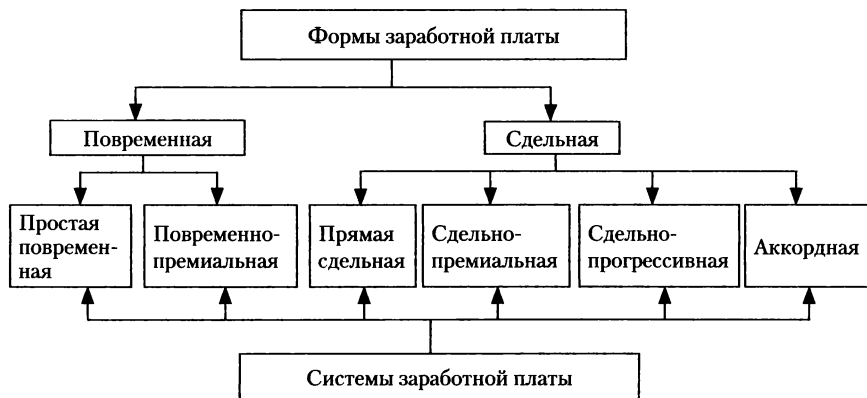 Формы заработной платы
Повременная
Сдельная
Простая
повремен-
ная
Повременно-
премиальная
Прямая
сдельная
Сдельно-
премиальная
Сдельно-
прогрессивная
Аккордная
Системы заработной платы